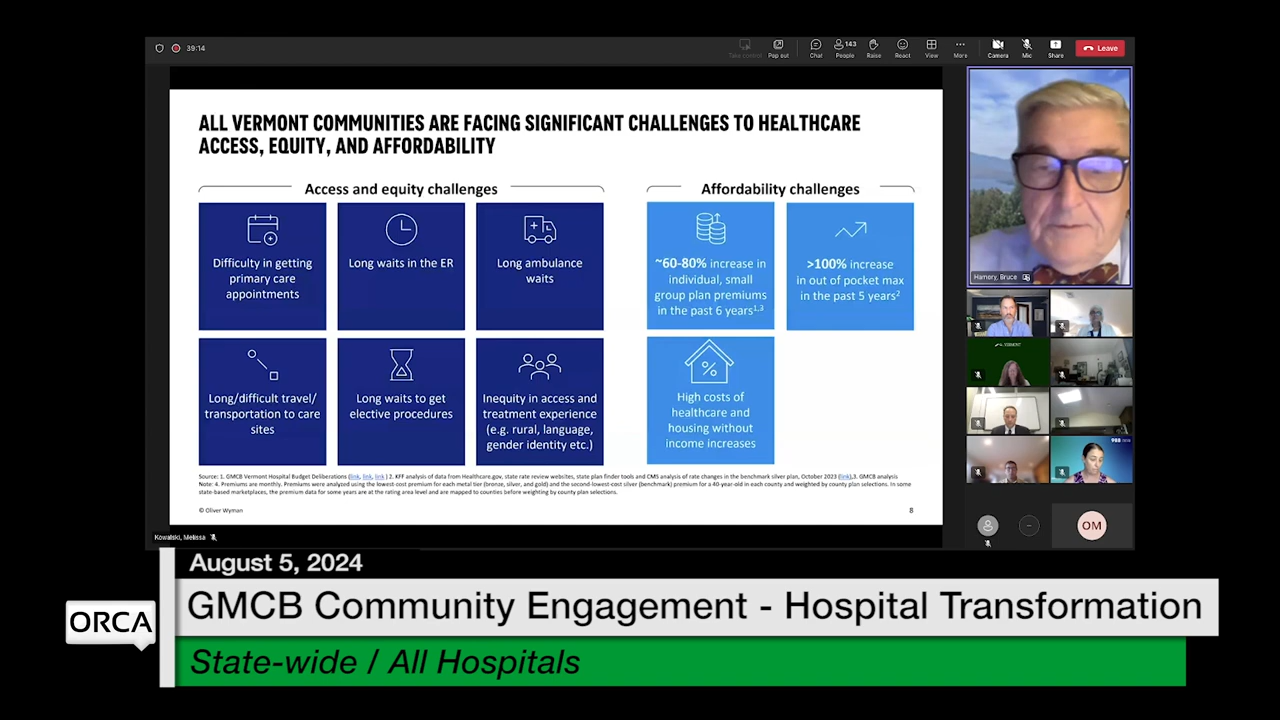 39:14
Take control
Pop out
Chat
143
People
Raise
React
View
More
Camera
Mic
Share
Leave
ALL VERMONT COMMUNITIES ARE FACING SIGNIFICANT CHALLENGES TO HEALTHCARE
ACCESS, EQUITY, AND AFFORDABILITY
Access and equity challenges
Affordability challenges
Difficulty in getting
primary care
appointments
Long waits in the ER
Long ambulance
waits
~60-80% increase in
individual, small
group plan premiums
in the past 6 years1,3
>100% increase
in out of pocket max
in the past 5 years2
Long/difficult travel/
transportation to care
sites
Long waits to get
elective procedures
Inequity in access and
treatment experience
(e.g. rural, language,
gender identity etc.)
High costs of
healthcare and
housing without
income increases
Source: 1. GMCB Vermont Hospital Budget Deliberations (link, link, link ) 2. KFF analysis of data from Healthcare.gov, state rate review websites, state plan finder tools and CMS analysis of rate changes in the benchmark silver plan, October 2023 (link),3. GMCB analysis
Note: 4. Premiums are monthly. Premiums were analyzed using the lowest-cost premium for each metal tier (bronze, silver, and gold) and the second-lowest-cost silver (benchmark) premium for a 40-year-old in each county and weighted by county plan selections. In some
state-based marketplaces, the premium data for some years are at the rating area level and are mapped to counties before weighting by county plan selections.
© Oliver Wyman
8
Hamory, Bruce
VERMONT
988
OM
Kowalski, Melissa
August 5, 2024
ORCA
GMCB Community Engagement - Hospital Transformation
State-wide / All Hospitals